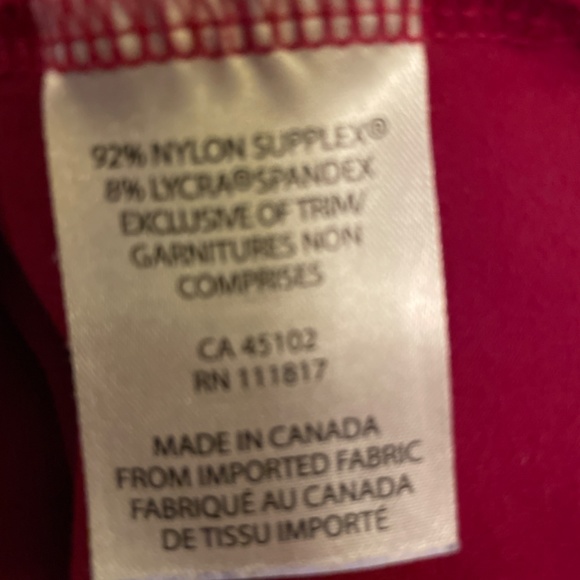 92% NYLON SUPPLEX®
8% LYCRA®SPANDEX
EXCLUSIVE OF TRIM/
GARNITURES NON
COMPRISES
CA 45102
RN 111817
MADE IN CANADA
FROM IMPORTED FABRIC
FABRIQUÉ AU CANADA
DE TISSU IMPORTÉ